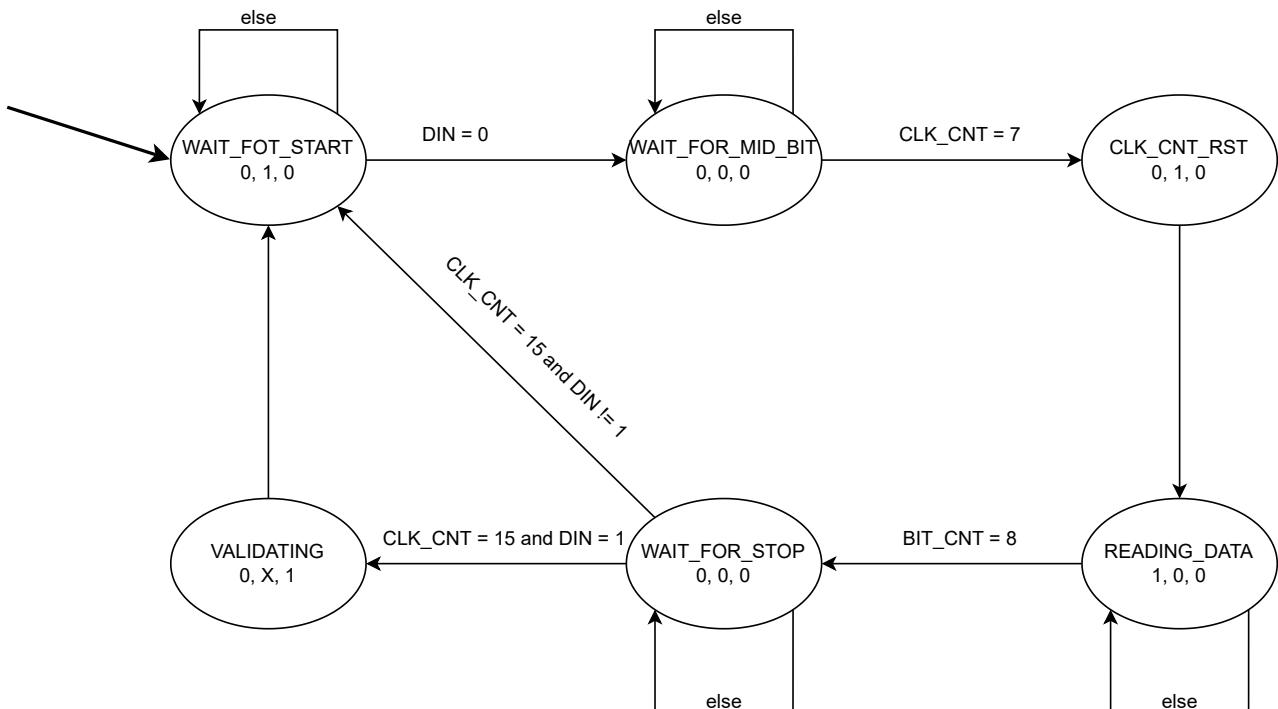 else
else
WAIT_FOT_START
0, 1, 0
DIN = 0
WAIT_FOR_MID_BIT
0, 0, 0
CLK_CNT = 7
CLK_CNT_RST
0, 1, 0
CLK_CNT = 15 and DIN != 1
VALIDATING
0, X, 1
CLK_CNT = 15 and DIN = 1
WAIT_FOR_STOP
0, 0, 0
BIT_CNT = 8
READING_DATA
1, 0, 0
else
else